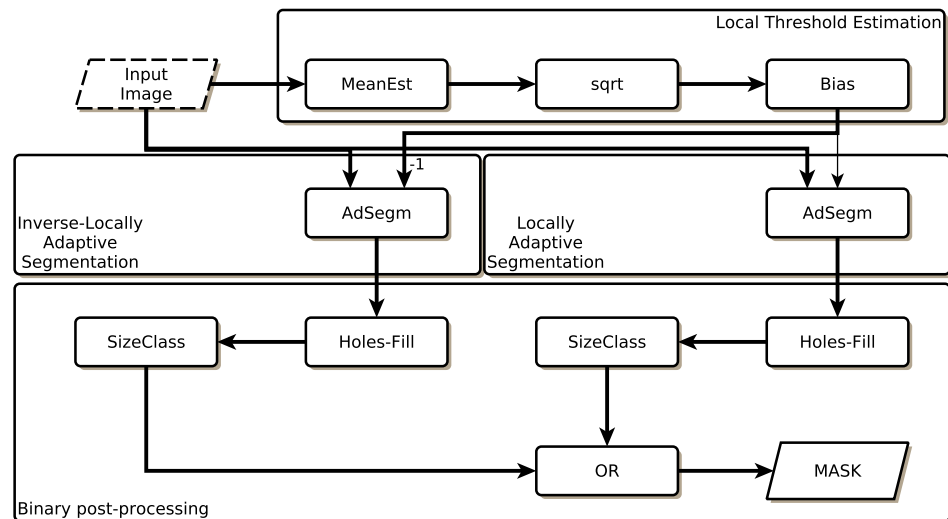 Local Threshold Estimation
Input
Image
MeanEst
sqrt
Bias
-1
Inverse-Locally
Adaptive
Segmentation
AdSegm
Locally
Adaptive
Segmentation
AdSegm
SizeClass
Holes-Fill
SizeClass
Holes-Fill
OR
MASK
Binary post-processing